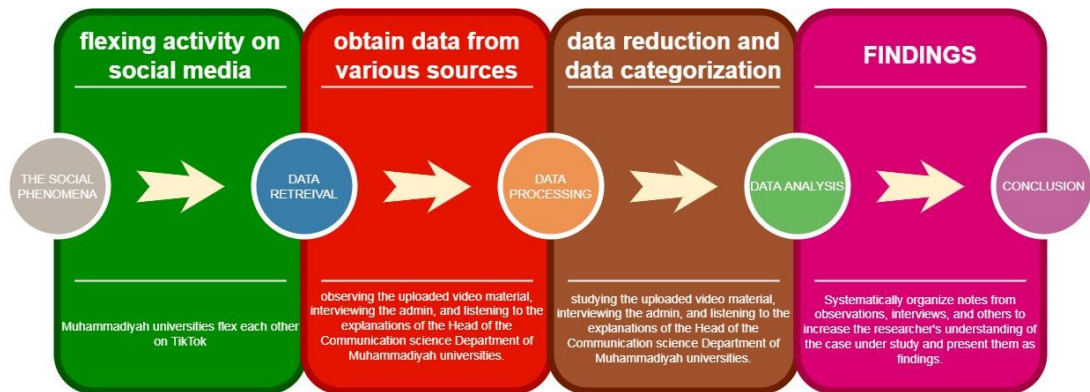 flexing activity on
social media
obtain data from
various sources
data reduction and
data categorization
FINDINGS
THE SOCIAL
PHENOMENA
DATA
RETREIVAL
DATA
PROCESSING
DATA ANALYSIS
CONCLUSION
Muhammadiyah universities flex each other
on TikTok
observing the uploaded video material,
interviewing the admin, and listening to the
explanations of the Head of the
Communication science Department of
Muhammadiyah universities.
studying the uploaded video material,
interviewing the admin, and listening to the
explanations of the Head of the
Communication science Department of
Muhammadiyah universities.
Systematically organize notes from
observations, interviews, and others to
increase the researcher's understanding of
the case under study and present them as
findings.